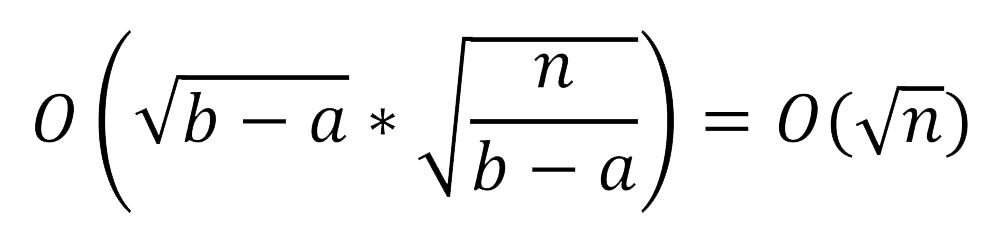 O(√(b − a) * √(n/(b − a))) = O(√n)